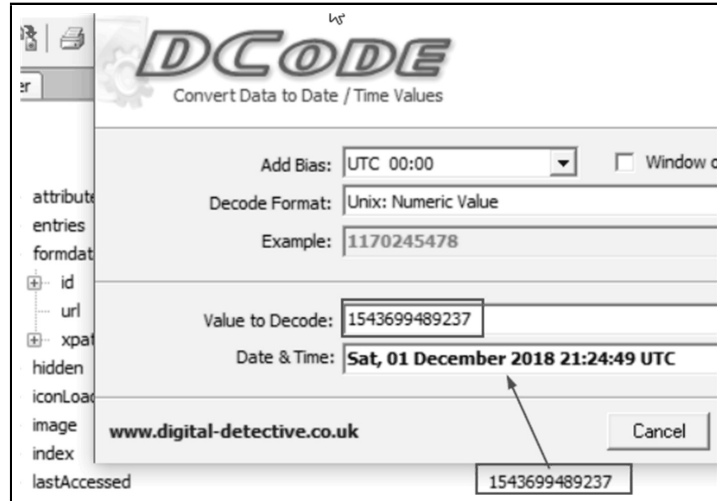 DCODE
Convert Data to Date / Time Values
er
Add Bias: UTC 00:00 Window o
Decode Format: Unix: Numeric Value
Example: 1170245478
Value to Decode: 1543699489237
Date & Time: Sat, 01 December 2018 21:24:49 UTC
www.digital-detective.co.uk Cancel
attribute
entries
formdat
id
url
xpat
hidden
iconLoad
image
index
lastAccessed 1543699489237